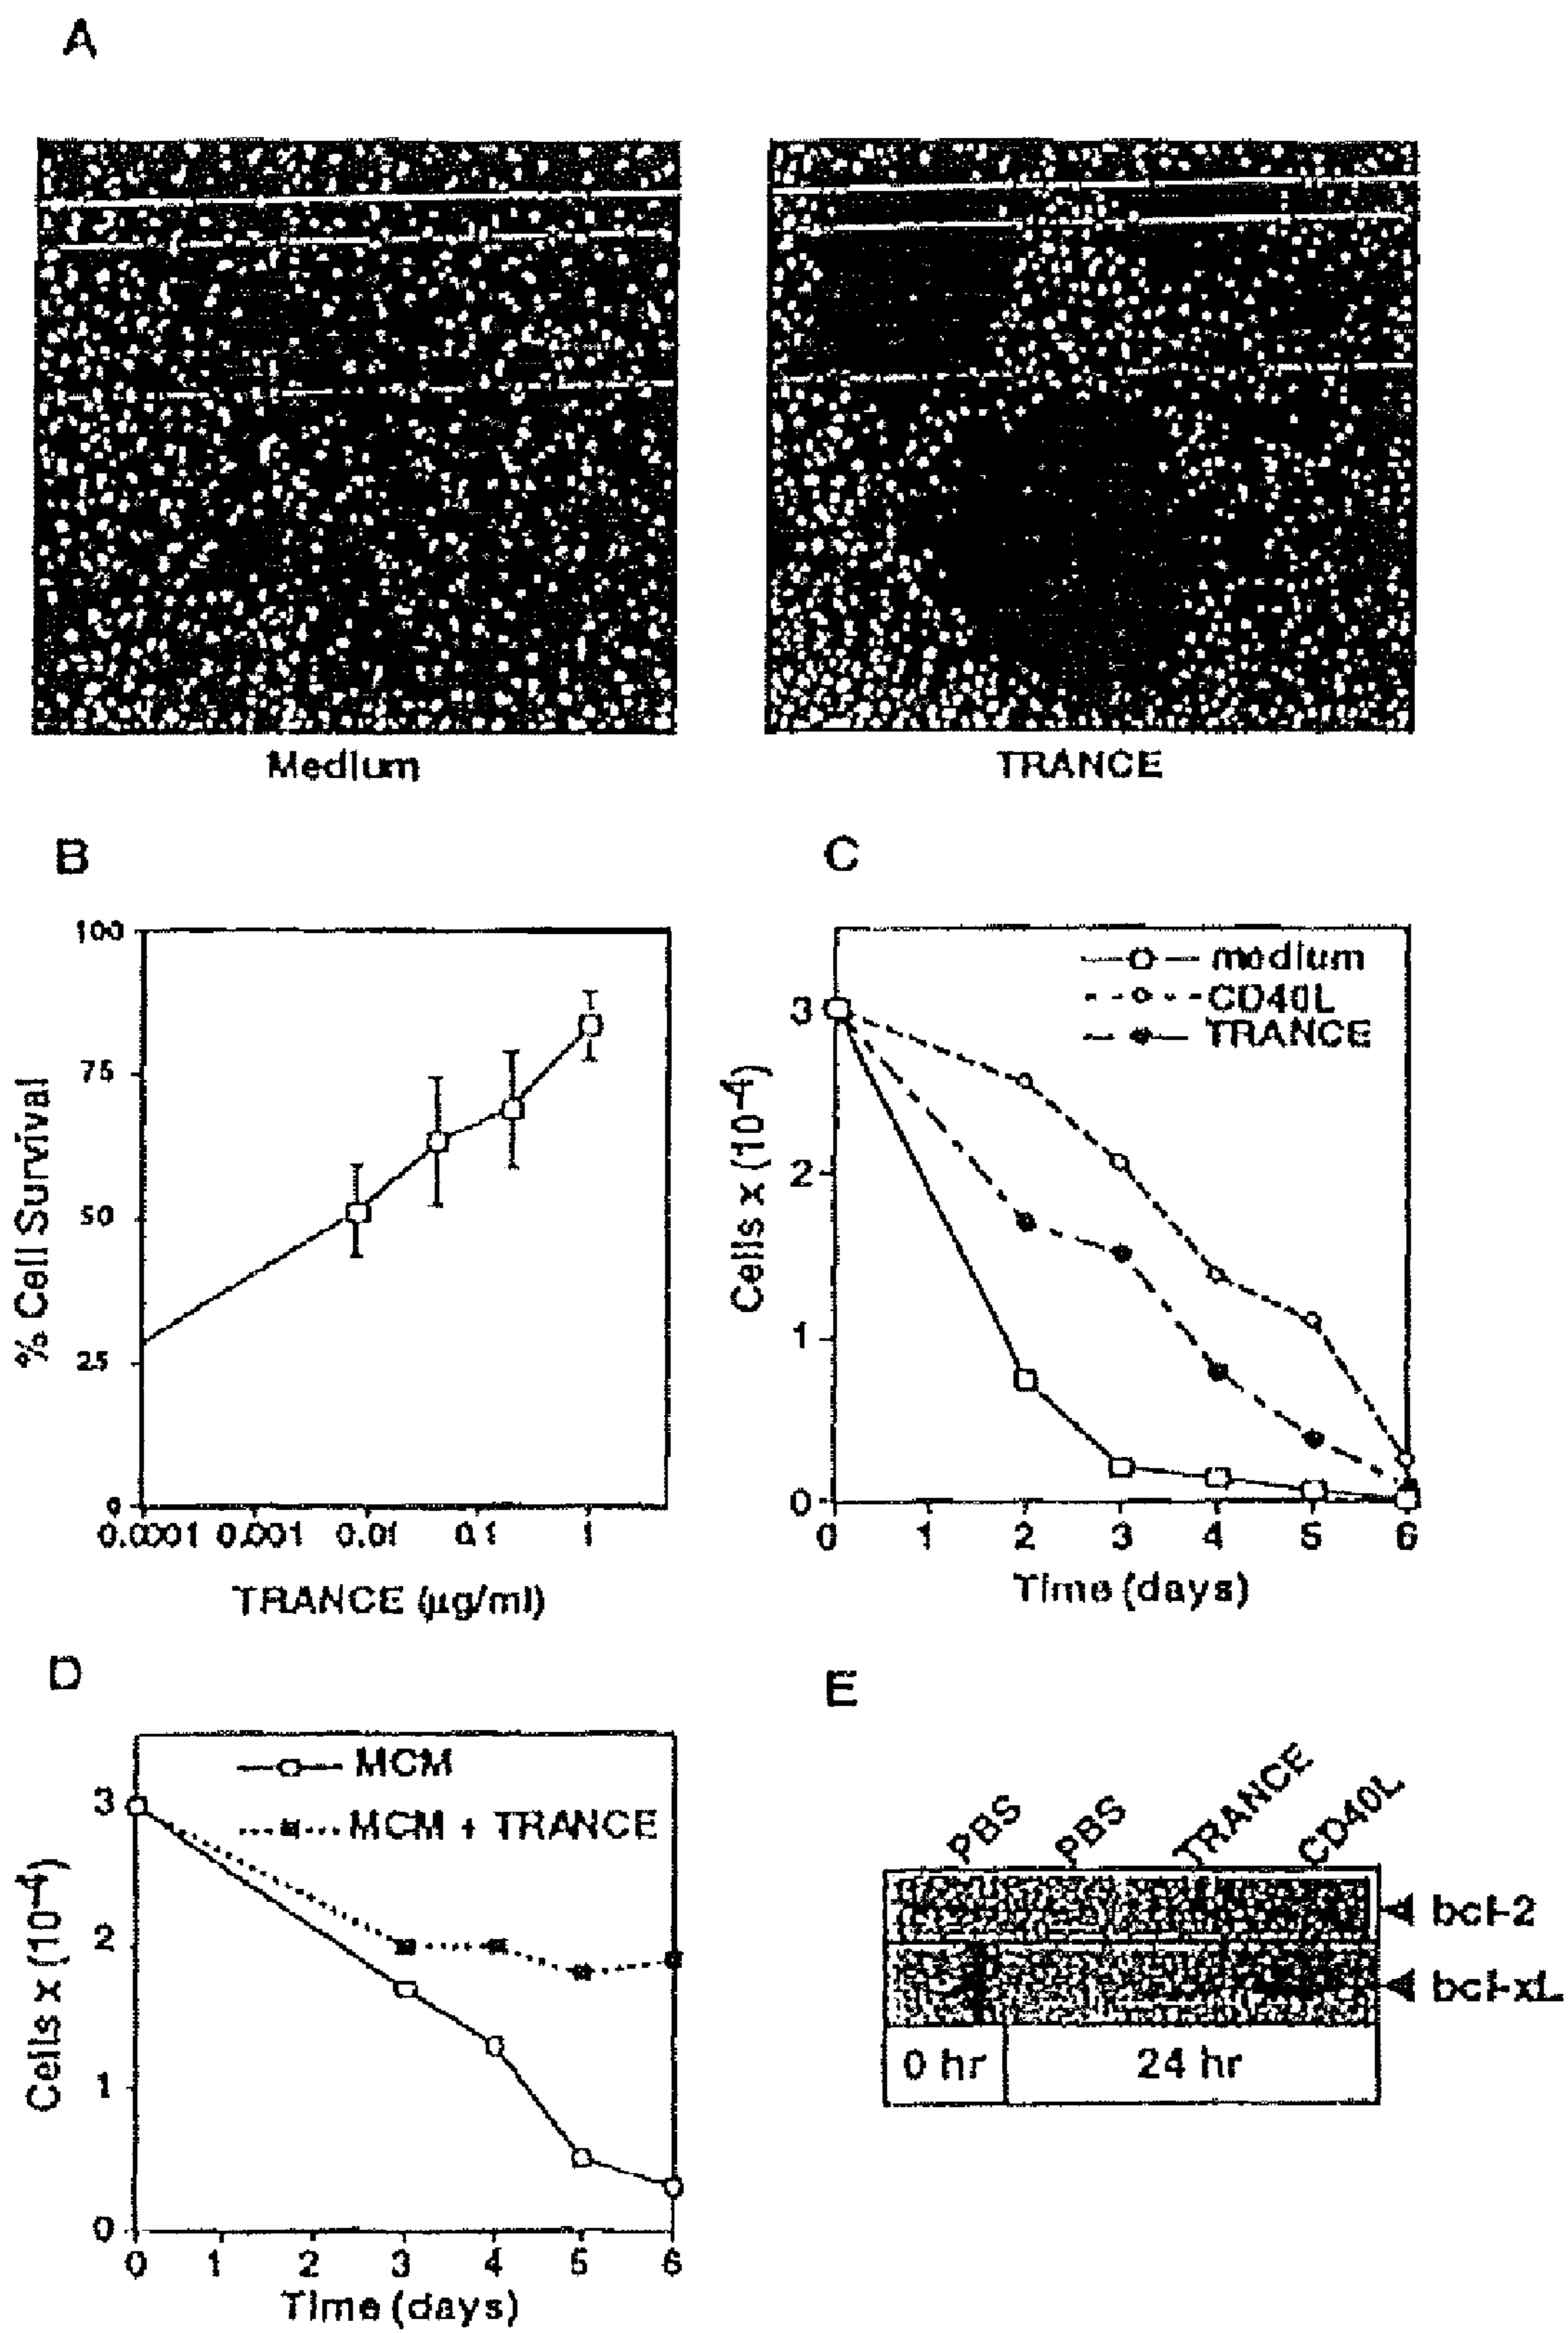 A
Medium
TRANCE
B
100
75
50
25
0
0.0001 0.001 0.01 0.1 1
% Cell Survival
TRANCE (µg/ml)
C
medium
CD40L
TRANCE
3
2
1
0
0 1 2 3 4 5 6
Cells x (10⁻⁴)
Time (days)
D
MCM
MCM + TRANCE
3
2
1
0
0 1 2 3 4 5 6
Cells x (10⁻⁴)
Time (days)
E
PBS PBS TRANCE CD40L
bcl-2
bcl-xL
0 hr 24 hr